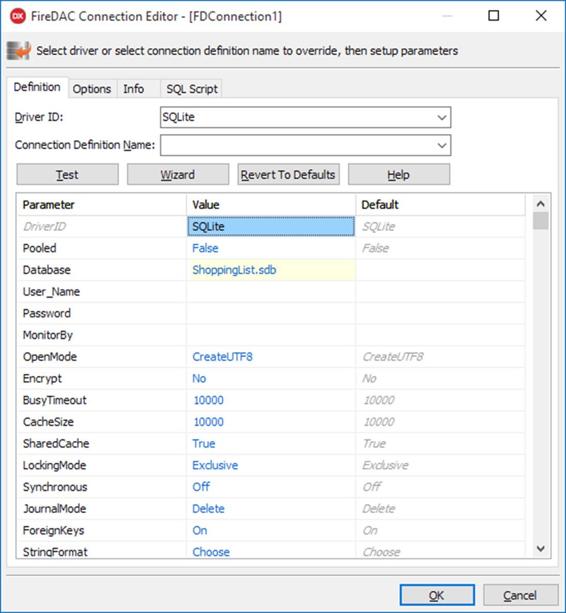 DX FireDAC Connection Editor - [FDConnection1]
Select driver or select connection definition name to override, then setup parameters
Definition Options Info SQL Script
Driver ID: SQLite
Connection Definition Name:
Test Wizard Revert To Defaults Help
Parameter Value Default
DriverID SQLite SQLite
Pooled False False
Database ShoppingList.sdb
User_Name
Password
MonitorBy
OpenMode CreateUTF8 CreateUTF8
Encrypt No No
BusyTimeout 10000 10000
CacheSize 10000 10000
SharedCache True True
LockingMode Exclusive Exclusive
Synchronous Off Off
JournalMode Delete Delete
ForeignKeys On On
StringFormat Choose Choose
OK Cancel